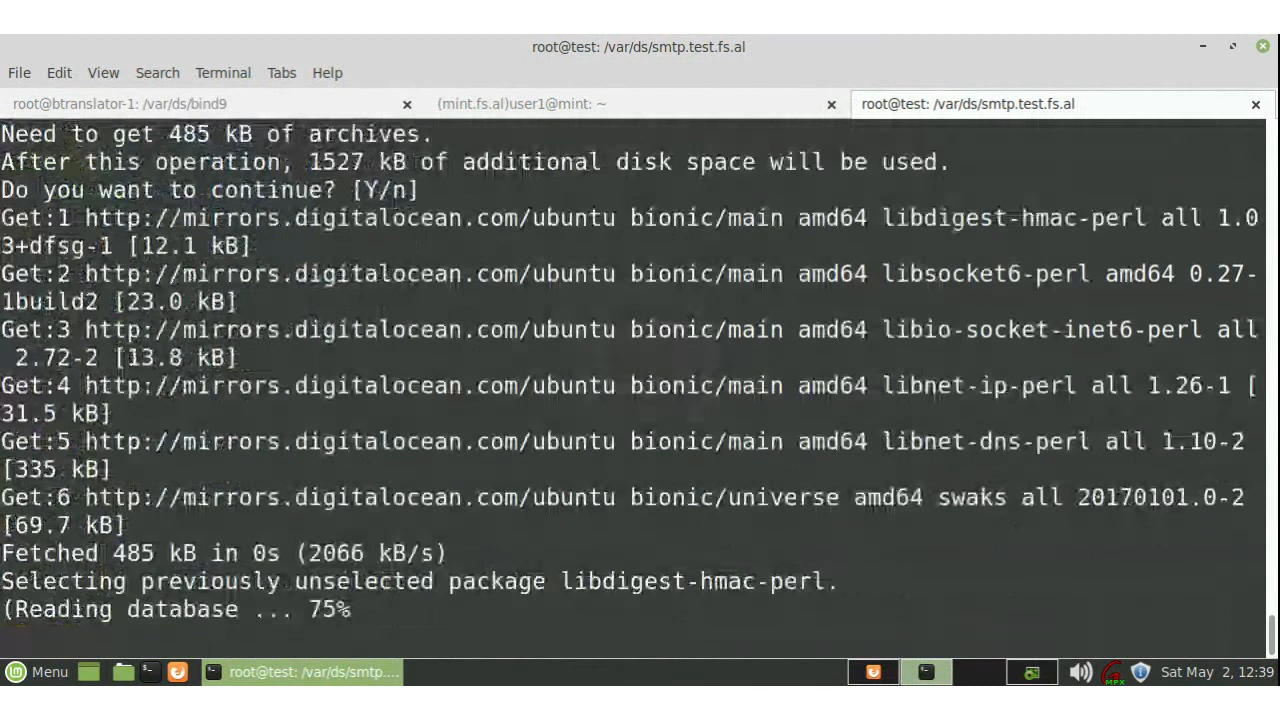 root@test: /var/ds/smtp.test.fs.al
File Edit View Search Terminal Tabs Help
root@btranslator-1: /var/ds/bind9 (mint.fs.al)user1@mint: ~ root@test: /var/ds/smtp.test.fs.al
Need to get 485 kB of archives.
After this operation, 1527 kB of additional disk space will be used.
Do you want to continue? [Y/n]
Get:1 http://mirrors.digitalocean.com/ubuntu bionic/main amd64 libdigest-hmac-perl all 1.0
3+dfsg-1 [12.1 kB]
Get:2 http://mirrors.digitalocean.com/ubuntu bionic/main amd64 libsocket6-perl amd64 0.27-
1build2 [23.0 kB]
Get:3 http://mirrors.digitalocean.com/ubuntu bionic/main amd64 libio-socket-inet6-perl all
2.72-2 [13.8 kB]
Get:4 http://mirrors.digitalocean.com/ubuntu bionic/main amd64 libnet-ip-perl all 1.26-1 [
31.5 kB]
Get:5 http://mirrors.digitalocean.com/ubuntu bionic/main amd64 libnet-dns-perl all 1.10-2
[335 kB]
Get:6 http://mirrors.digitalocean.com/ubuntu bionic/universe amd64 swaks all 20170101.0-2
[69.7 kB]
Fetched 485 kB in 0s (2066 kB/s)
Selecting previously unselected package libdigest-hmac-perl.
(Reading database ... 75%
Menu root@test: /var/ds/smtp.... MPX Sat May 2, 12:39